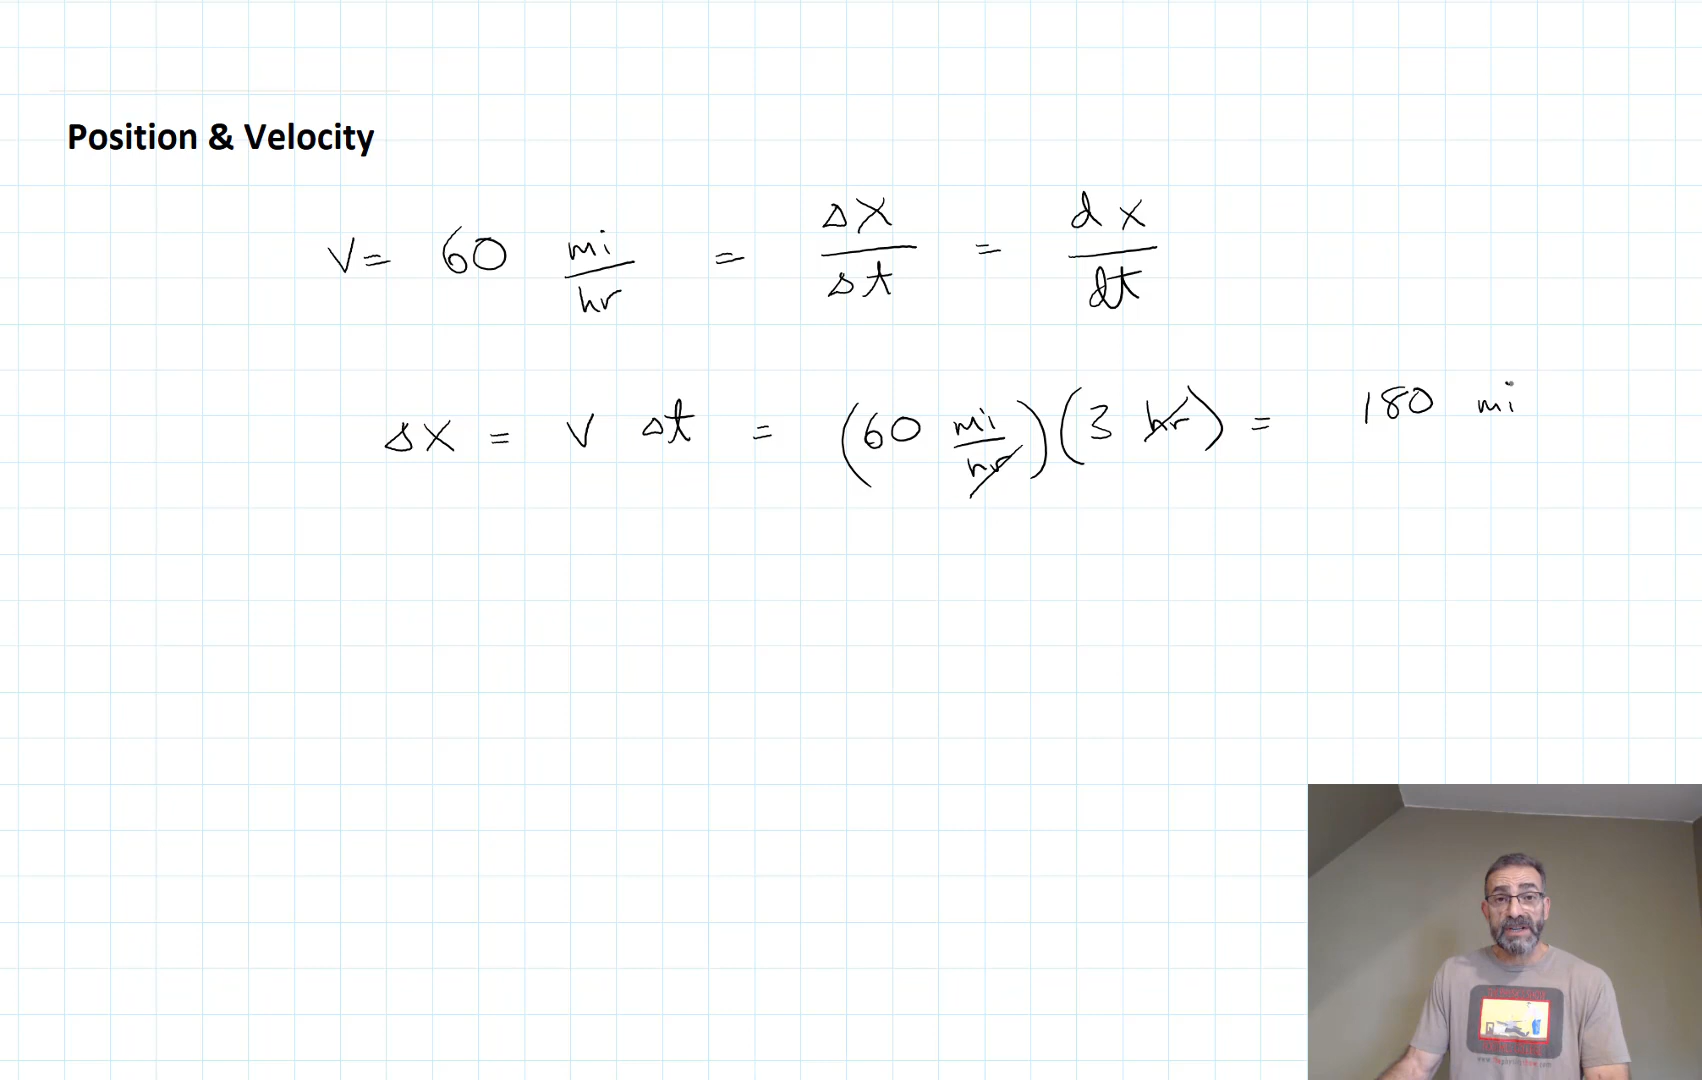 Position & Velocity
V = 60 mi/hr = ΔX/Δt = dx/dt
ΔX = V Δt = (60 mi/hr)(3 hr) = 180 mi